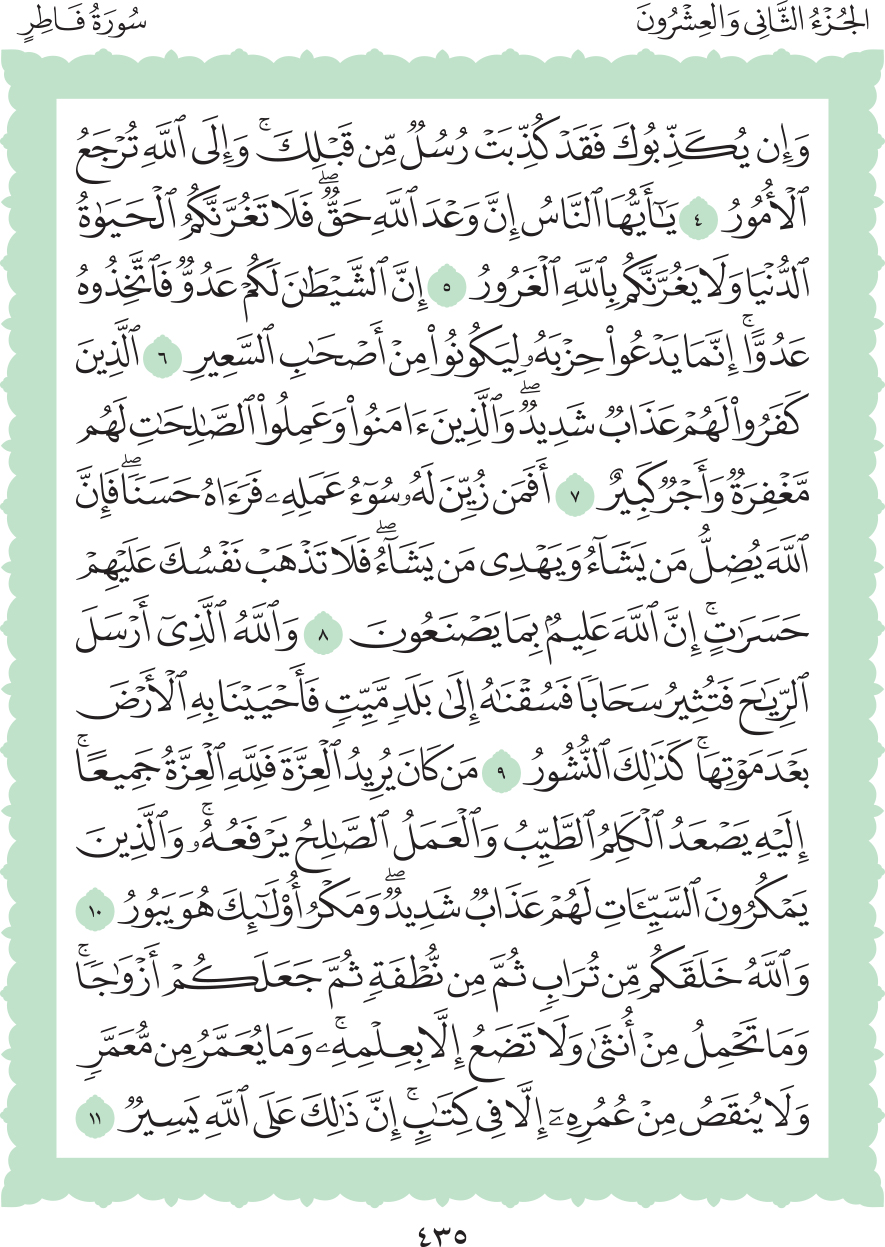 الجُزْءُ الثَّانِي وَالعِشْرُونَ
سُورَةُ فَاطِرٍ
وَإِن يُكَذِّبُوكَ فَقَدْ كُذِّبَتْ رُسُلٌ مِّن قَبْلِكَۚ وَإِلَى ٱللَّهِ تُرْجَعُ
ٱلْأُمُورُ ٤ يَٰٓأَيُّهَا ٱلنَّاسُ إِنَّ وَعْدَ ٱللَّهِ حَقٌّۖ فَلَا تَغُرَّنَّكُمُ ٱلْحَيَوٰةُ
ٱلدُّنْيَا وَلَا يَغُرَّنَّكُم بِٱللَّهِ ٱلْغَرُورُ ٥ إِنَّ ٱلشَّيْطَٰنَ لَكُمْ عَدُوٌّ فَٱتَّخِذُوهُ
عَدُوًّاۚ إِنَّمَا يَدْعُوا۟ حِزْبَهُۥ لِيَكُونُوا۟ مِنْ أَصْحَٰبِ ٱلسَّعِيرِ ٦ ٱلَّذِينَ
كَفَرُوا۟ لَهُمْ عَذَابٌ شَدِيدٌۖ وَٱلَّذِينَ ءَامَنُوا۟ وَعَمِلُوا۟ ٱلصَّٰلِحَٰتِ لَهُم
مَّغْفِرَةٌ وَأَجْرٌ كَبِيرٌ ٧ أَفَمَن زُيِّنَ لَهُۥ سُوٓءُ عَمَلِهِۦ فَرَءَاهُ حَسَنًاۖ فَإِنَّ
ٱللَّهَ يُضِلُّ مَن يَشَآءُ وَيَهْدِى مَن يَشَآءُۖ فَلَا تَذْهَبْ نَفْسُكَ عَلَيْهِمْ
حَسَرَٰتٍۚ إِنَّ ٱللَّهَ عَلِيمٌۢ بِمَا يَصْنَعُونَ ٨ وَٱللَّهُ ٱلَّذِىٓ أَرْسَلَ
ٱلرِّيَٰحَ فَتُثِيرُ سَحَابًا فَسُقْنَٰهُ إِلَىٰ بَلَدٍ مَّيِّتٍ فَأَحْيَيْنَا بِهِ ٱلْأَرْضَ
بَعْدَ مَوْتِهَاۚ كَذَٰلِكَ ٱلنُّشُورُ ٩ مَن كَانَ يُرِيدُ ٱلْعِزَّةَ فَلِلَّهِ ٱلْعِزَّةُ جَمِيعًاۚ
إِلَيْهِ يَصْعَدُ ٱلْكَلِمُ ٱلطَّيِّبُ وَٱلْعَمَلُ ٱلصَّٰلِحُ يَرْفَعُهُۥۚ وَٱلَّذِينَ
يَمْكُرُونَ ٱلسَّيِّـَٔاتِ لَهُمْ عَذَابٌ شَدِيدٌۖ وَمَكْرُ أُو۟لَٰٓئِكَ هُوَ يَبُورُ ١٠
وَٱللَّهُ خَلَقَكُم مِّن تُرَابٍ ثُمَّ مِن نُّطْفَةٍ ثُمَّ جَعَلَكُمْ أَزْوَٰجًاۚ
وَمَا تَحْمِلُ مِنْ أُنثَىٰ وَلَا تَضَعُ إِلَّا بِعِلْمِهِۦۚ وَمَا يُعَمَّرُ مِن مُّعَمَّرٍ
وَلَا يُنقَصُ مِنْ عُمُرِهِۦٓ إِلَّا فِى كِتَٰبٍۚ إِنَّ ذَٰلِكَ عَلَى ٱللَّهِ يَسِيرٌ ١١
٤٣٥